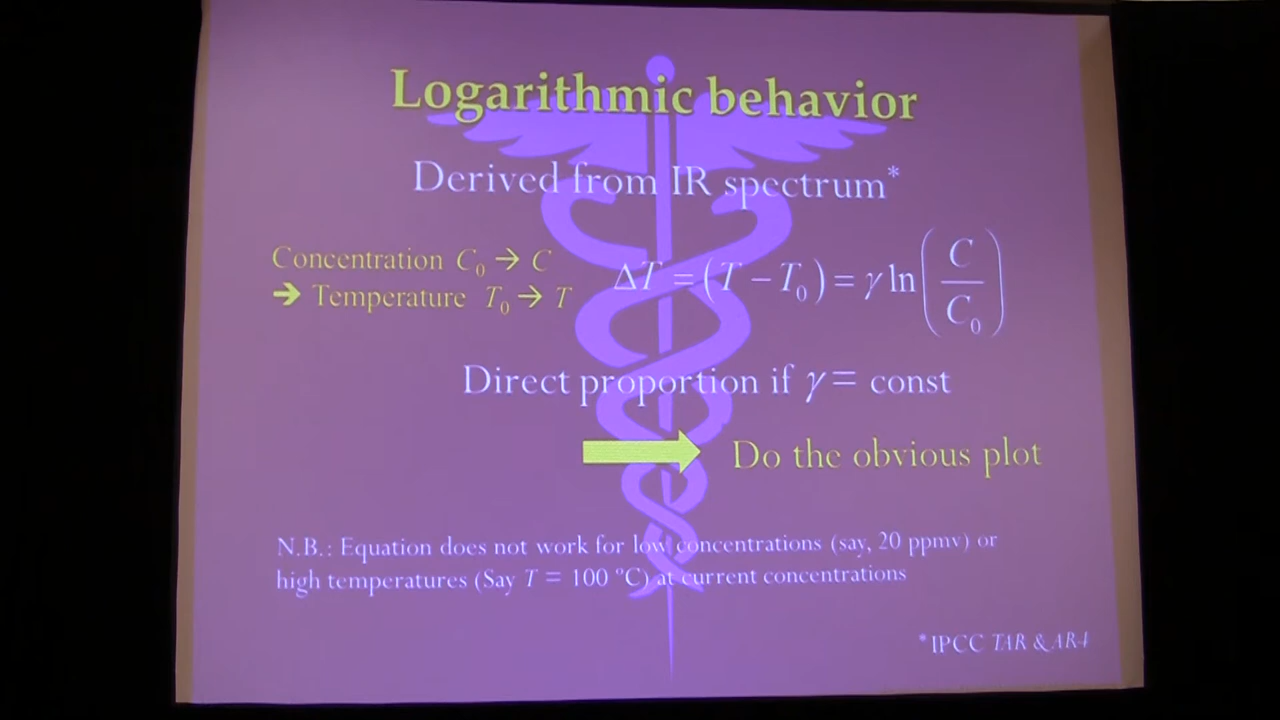 Logarithmic behavior
Derived from IR spectrum*
Concentration C₀ → C
➔ Temperature T₀ → T
ΔT = (T − T₀) = γ ln(C/C₀)
Direct proportion if γ = const
Do the obvious plot
N.B.: Equation does not work for low concentrations (say, 20 ppmv) or
high temperatures (Say T = 100 ºC) at current concentrations
*IPCC TAR & AR4